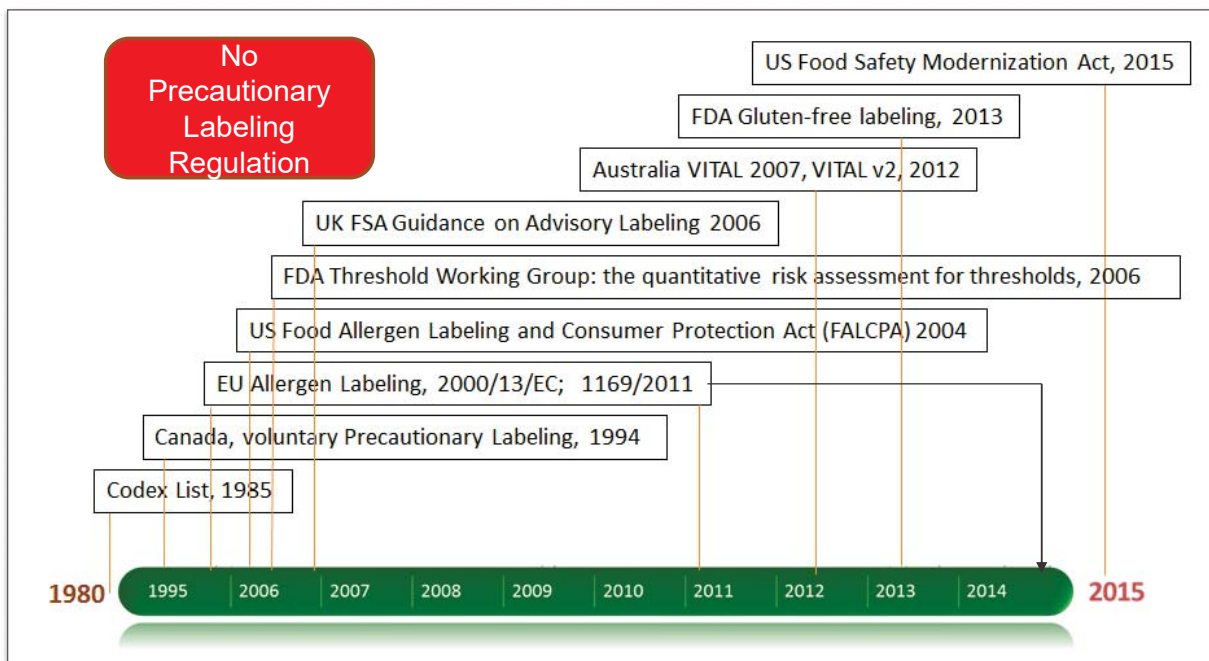 No
Precautionary
Labeling
Regulation
US Food Safety Modernization Act, 2015
FDA Gluten-free labeling, 2013
Australia VITAL 2007, VITAL v2, 2012
UK FSA Guidance on Advisory Labeling 2006
FDA Threshold Working Group: the quantitative risk assessment for thresholds, 2006
US Food Allergen Labeling and Consumer Protection Act (FALCPA) 2004
EU Allergen Labeling, 2000/13/EC; 1169/2011
Canada, voluntary Precautionary Labeling, 1994
Codex List, 1985
1980 1995 2006 2007 2008 2009 2010 2011 2012 2013 2014 2015